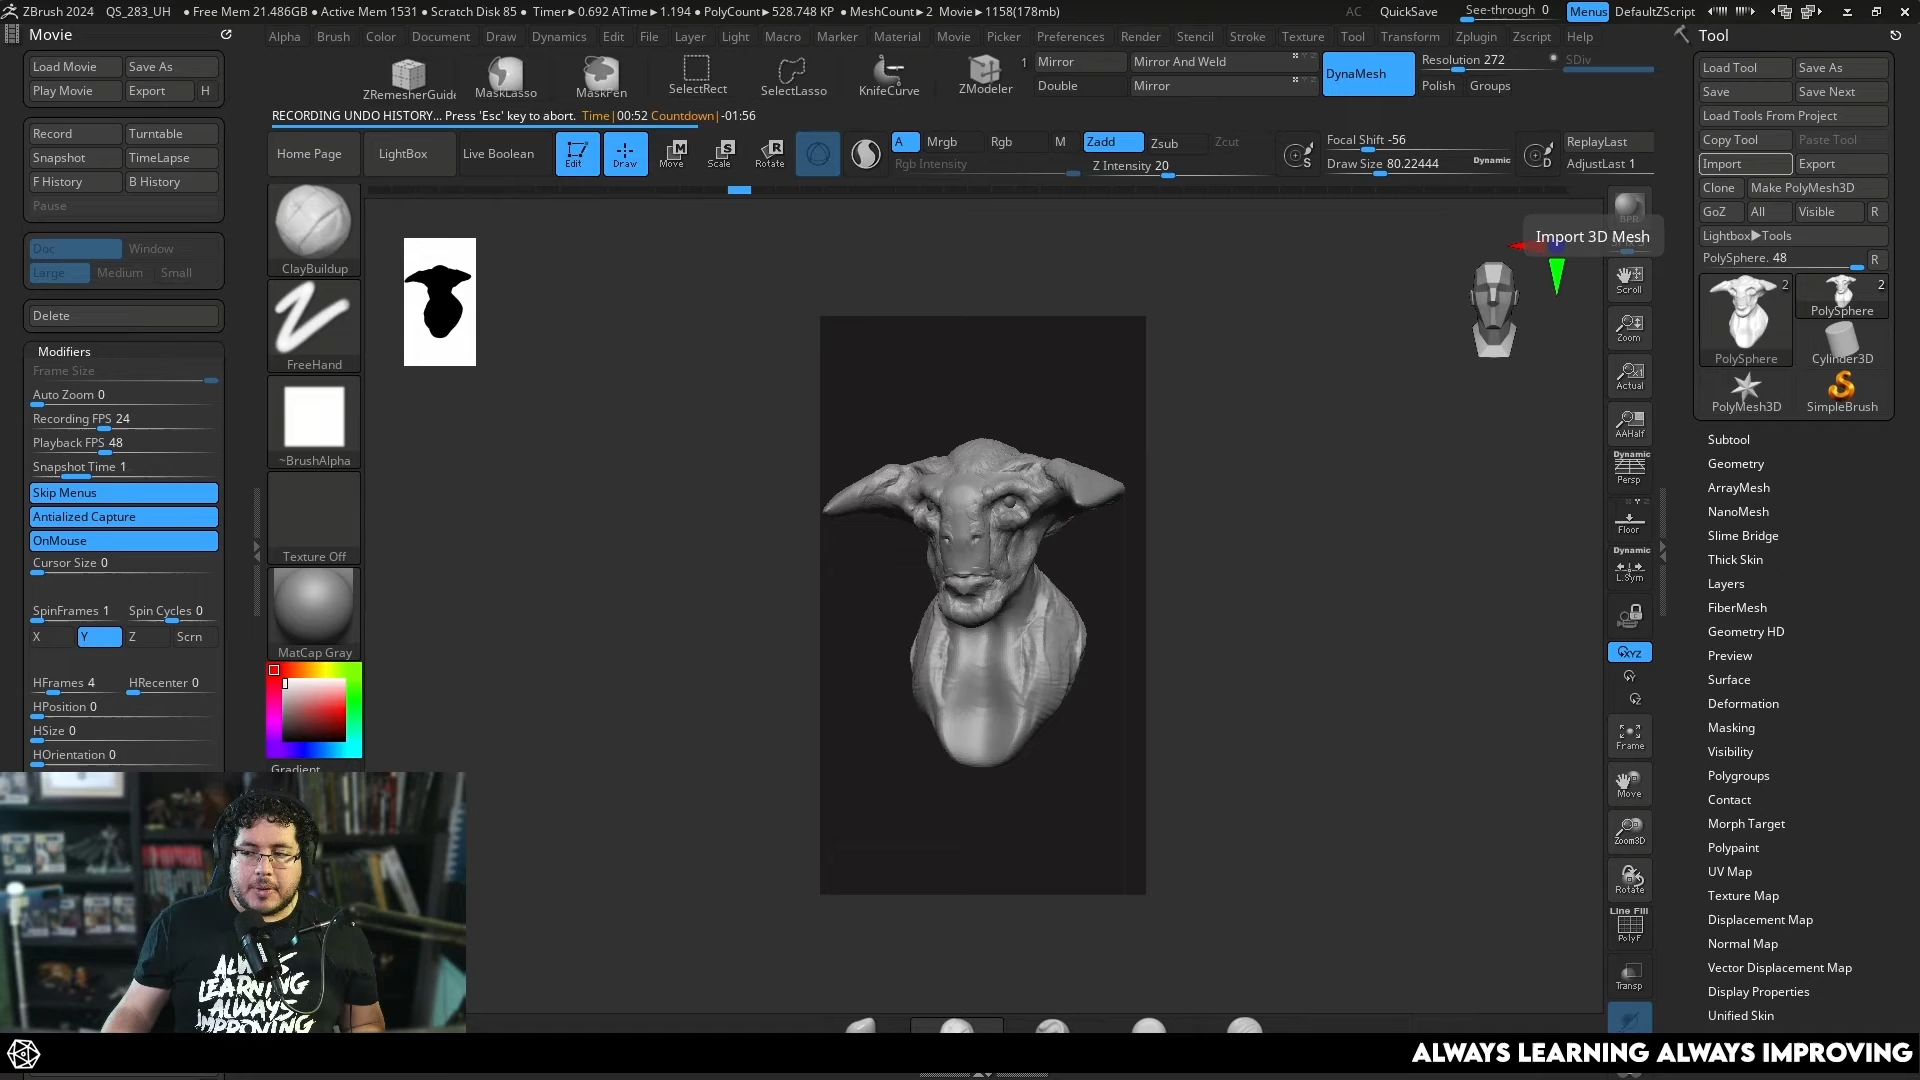 ZBrush 2024 QS_283_UH ● Free Mem 21.486GB ● Active Mem 1531 ● Scratch Disk 85 ● Timer►0.692 ATime►1.194 ● PolyCount►528.748 KP ● MeshCount►2 Movie►1158(178mb) AC QuickSave See-through 0 Menus DefaultZScript
Movie
Alpha Brush Color Document Draw Dynamics Edit File Layer Light Macro Marker Material Movie Picker Preferences Render Stencil Stroke Texture Tool Transform Zplugin Zscript Help
Tool
Load Movie Save As
Play Movie Export H
Record Turntable
Snapshot TimeLapse
F History B History
Pause
Doc Window
Large Medium Small
Delete
Modifiers
Frame Size
Auto Zoom 0
Recording FPS 24
Playback FPS 48
Snapshot Time 1
Skip Menus
Antialized Capture
OnMouse
Cursor Size 0
SpinFrames 1 Spin Cycles 0
X Y Z Scrn
HFrames 4 HRecenter 0
HPosition 0
HSize 0
HOrientation 0
ZRemesherGuide MaskLasso MaskPen SelectRect SelectLasso KnifeCurve ZModeler
1 Mirror Mirror And Weld
Double Mirror
DynaMesh
Resolution 272 SDiv
Polish Groups
RECORDING UNDO HISTORY... Press 'Esc' key to abort. Time|00:52 Countdown|-01:56
Home Page LightBox Live Boolean Edit Draw Move Scale Rotate
M S R
A Mrgb Rgb M Zadd Zsub Zcut
Rgb Intensity Z Intensity 20
S Focal Shift -56
Draw Size 80.22444 Dynamic
D ReplayLast
AdjustLast 1
ClayBuildup
FreeHand
~BrushAlpha
Texture Off
MatCap Gray
Gradient
Import 3D Mesh
BPR
Scroll
Zoom
Actual
AAHalf
Dynamic
Persp
Floor
Dynamic
L.Sym
XYZ
Frame
Move
Zoom3D
Rotate
Line Fill
PolyF
Transp
Load Tool Save As
Save Save Next
Load Tools From Project
Copy Tool Paste Tool
Import Export
Clone Make PolyMesh3D
GoZ All Visible R
Lightbox►Tools
PolySphere. 48 R
2 2
PolySphere
PolySphere Cylinder3D
PolyMesh3D SimpleBrush
Subtool
Geometry
ArrayMesh
NanoMesh
Slime Bridge
Thick Skin
Layers
FiberMesh
Geometry HD
Preview
Surface
Deformation
Masking
Visibility
Polygroups
Contact
Morph Target
Polypaint
UV Map
Texture Map
Displacement Map
Normal Map
Vector Displacement Map
Display Properties
Unified Skin
ALWAYS
LEARNING
ALWAYS
IMPROVING
ALWAYS LEARNING ALWAYS IMPROVING